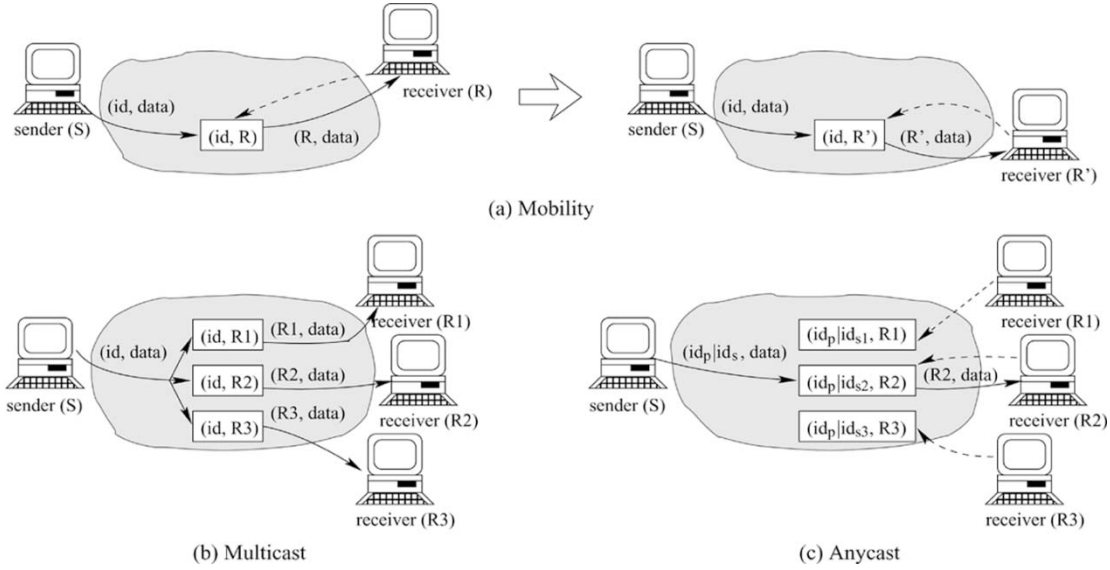 (id, data)
sender (S)
(id, R)
(R, data)
receiver (R)
(id, data)
sender (S)
(id, R’)
(R’, data)
receiver (R’)
(a) Mobility
(id, data)
sender (S)
(id, R1)
(R1, data)
receiver (R1)
(id, R2)
(R2, data)
receiver (R2)
(id, R3)
(R3, data)
receiver (R3)
(b) Multicast
(idp|ids, data)
sender (S)
(idp|ids1, R1)
receiver (R1)
(idp|ids2, R2)
(R2, data)
receiver (R2)
(idp|ids3, R3)
receiver (R3)
(c) Anycast